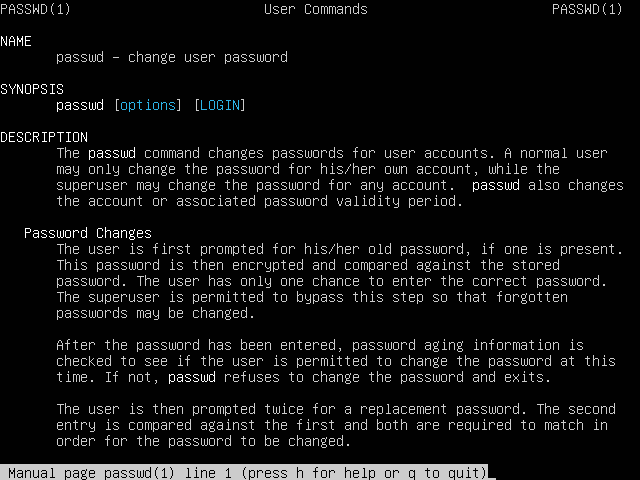 PASSWD(1) User Commands PASSWD(1)
NAME
passwd – change user password
SYNOPSIS
passwd [options] [LOGIN]
DESCRIPTION
The passwd command changes passwords for user accounts. A normal user
may only change the password for his/her own account, while the
superuser may change the password for any account. passwd also changes
the account or associated password validity period.
Password Changes
The user is first prompted for his/her old password, if one is present.
This password is then encrypted and compared against the stored
password. The user has only one chance to enter the correct password.
The superuser is permitted to bypass this step so that forgotten
passwords may be changed.
After the password has been entered, password aging information is
checked to see if the user is permitted to change the password at this
time. If not, passwd refuses to change the password and exits.
The user is then prompted twice for a replacement password. The second
entry is compared against the first and both are required to match in
order for the password to be changed.
Manual page passwd(1) line 1 (press h for help or q to quit)